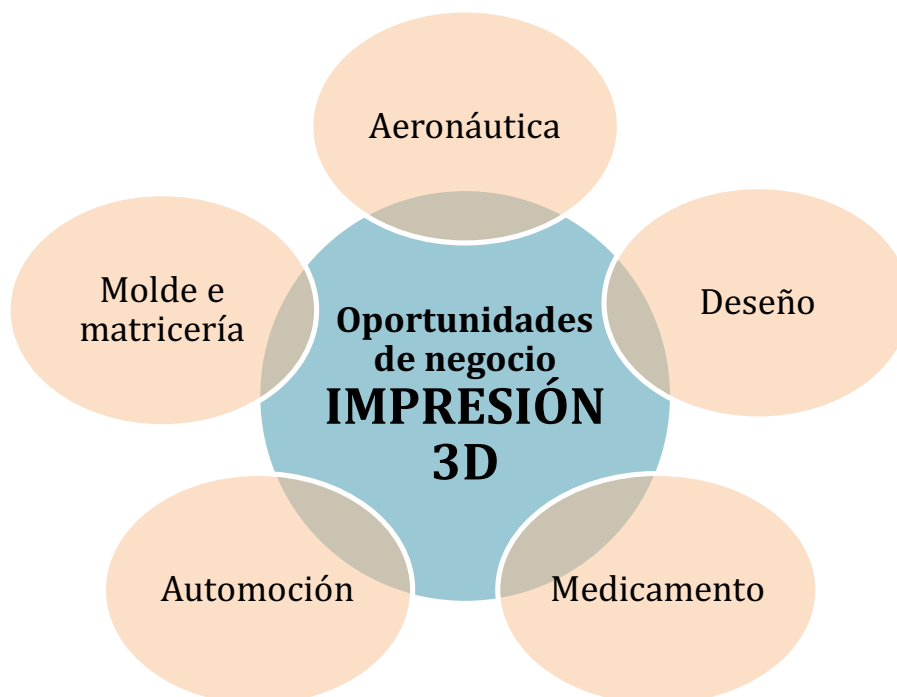 Aeronáutica
Molde e
matricería
Deseño
Oportunidades
de negocio
IMPRESIÓN
3D
Automoción
Medicamento